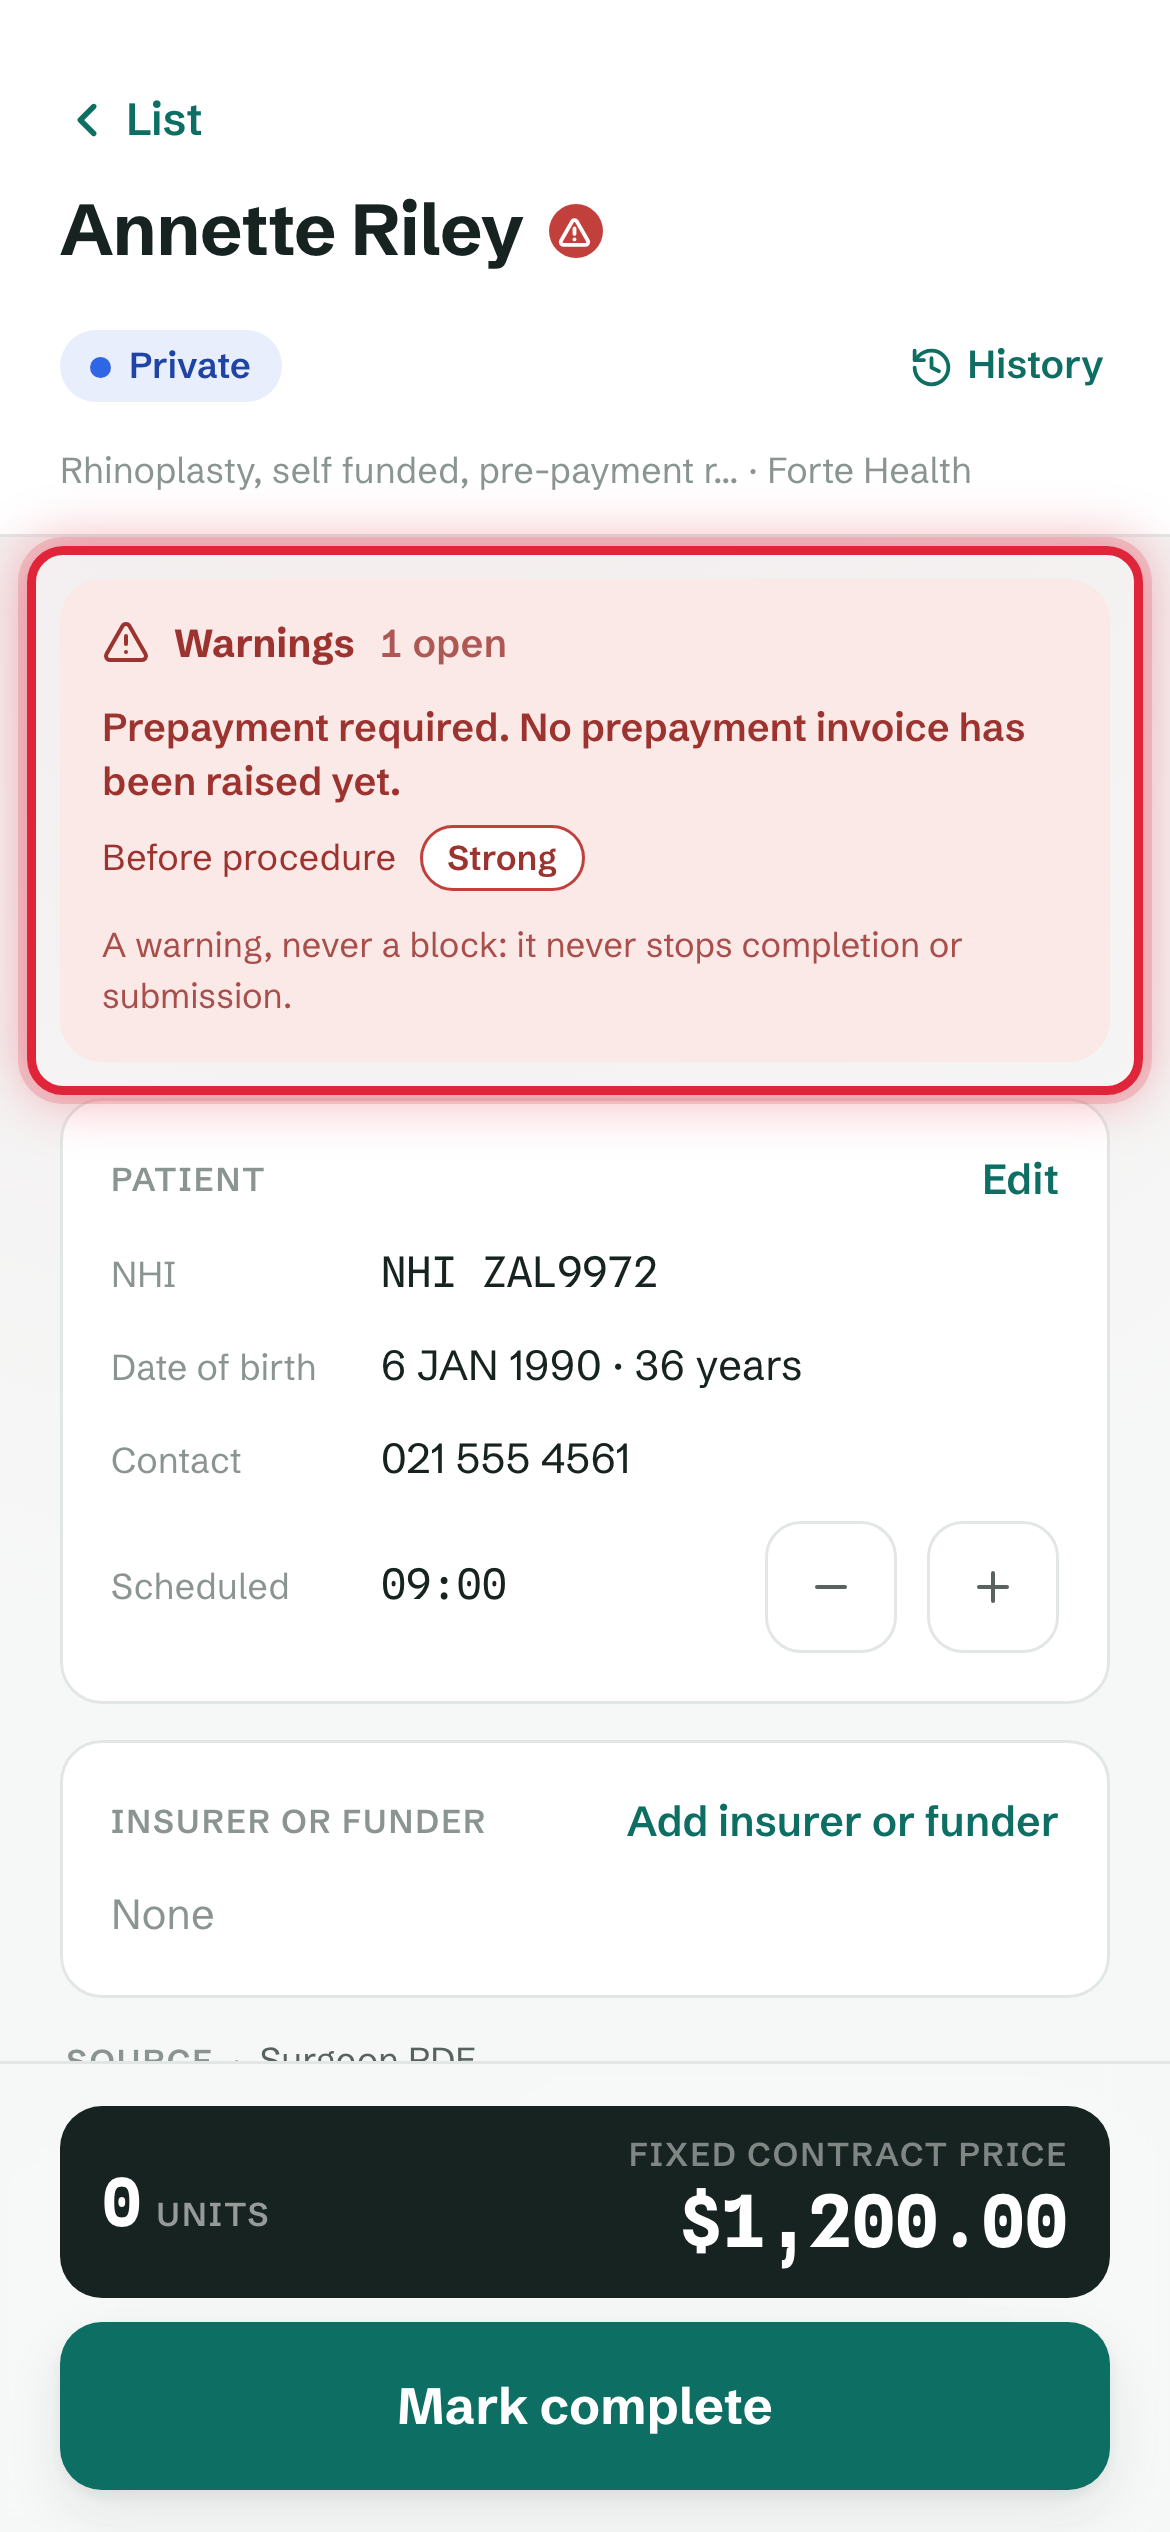 List
Annette Riley
Private
History
Rhinoplasty, self funded, pre-payment r... · Forte Health
Warnings 1 open
Prepayment required. No prepayment invoice has
been raised yet.
Before procedure Strong
A warning, never a block: it never stops completion or
submission.
PATIENT Edit
NHI NHI ZAL9972
Date of birth 6 JAN 1990 · 36 years
Contact 021 555 4561
Scheduled 09:00
INSURER OR FUNDER Add insurer or funder
None
SOURCE · Surgeon PDF
FIXED CONTRACT PRICE
0 UNITS $1,200.00
Mark complete